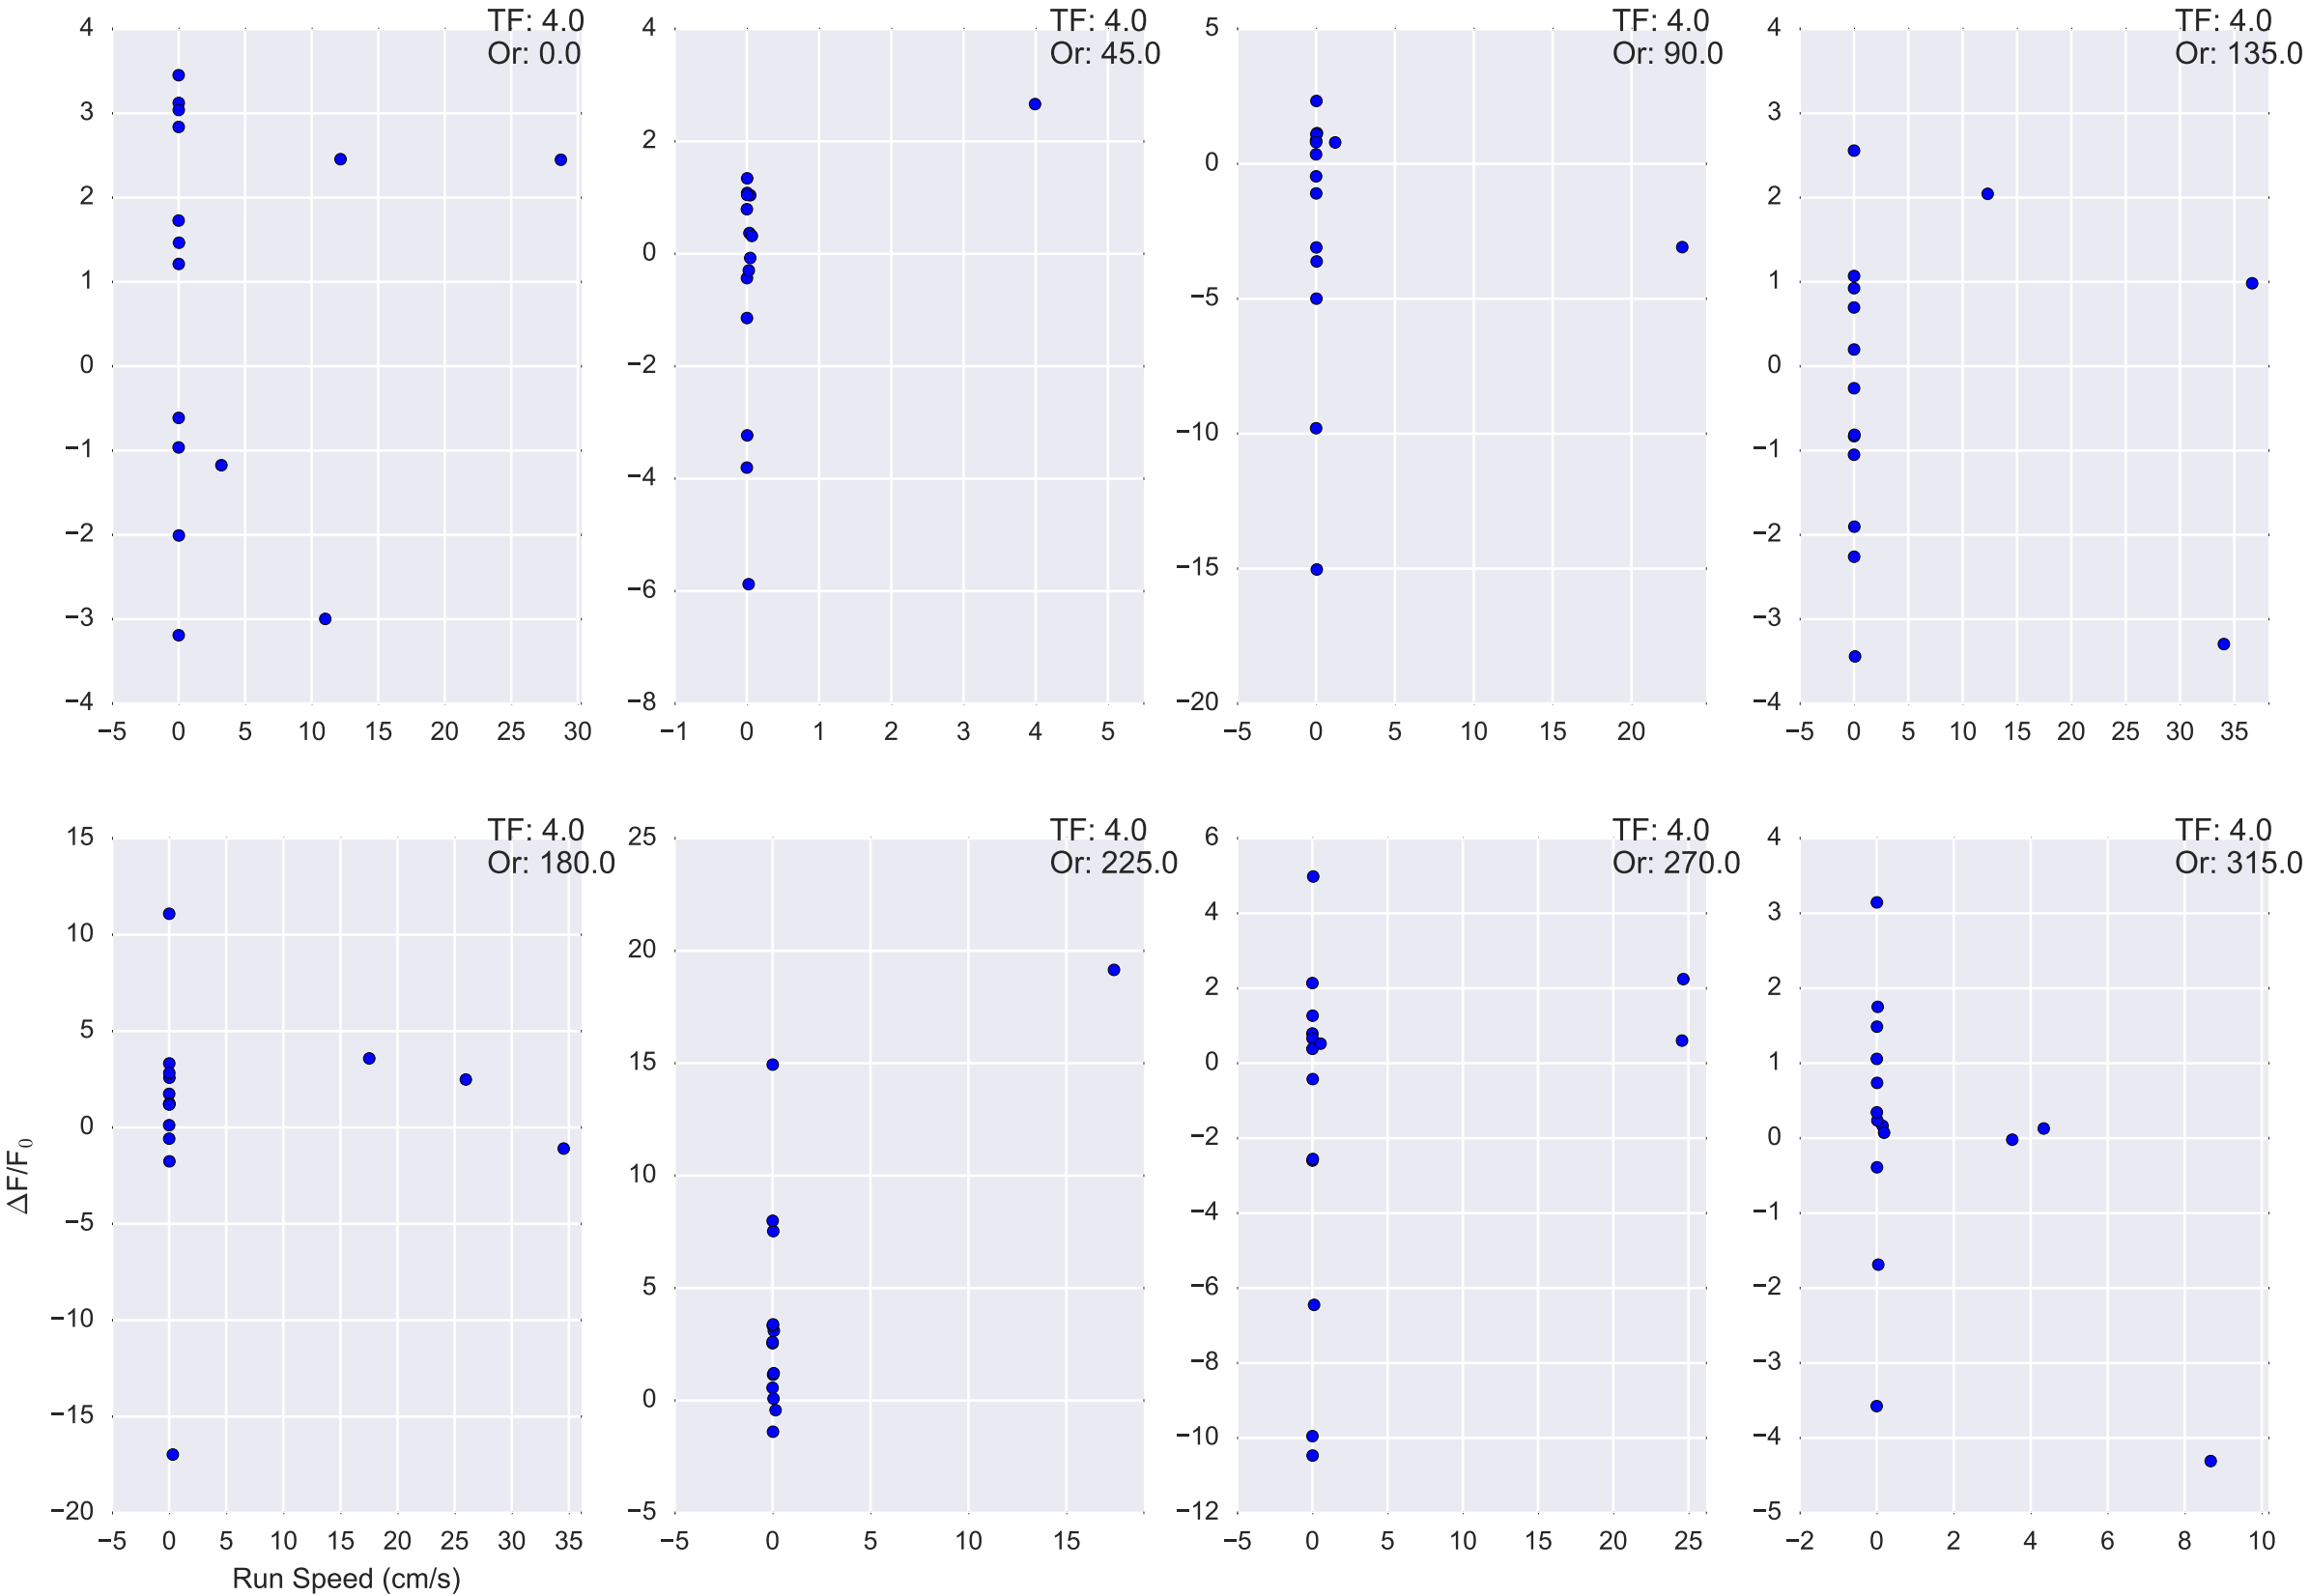 TF: 4.0
Or: 0.0
4
3
2
1
0
−1
−2
−3
−4
−5 0 5 10 15 20 25 30
TF: 4.0
Or: 45.0
4
2
0
−2
−4
−6
−8
−1 0 1 2 3 4 5
TF: 4.0
Or: 90.0
5
0
−5
−10
−15
−20
−5 0 5 10 15 20
TF: 4.0
Or: 135.0
4
3
2
1
0
−1
−2
−3
−4
−5 0 5 10 15 20 25 30 35
TF: 4.0
Or: 180.0
15
10
5
0
−5
−10
−15
−20
−5 0 5 10 15 20 25 30 35
Run Speed (cm/s)
ΔF/F₀
TF: 4.0
Or: 225.0
25
20
15
10
5
0
−5
−5 0 5 10 15
TF: 4.0
Or: 270.0
6
4
2
0
−2
−4
−6
−8
−10
−12
−5 0 5 10 15 20 25
TF: 4.0
Or: 315.0
4
3
2
1
0
−1
−2
−3
−4
−5
−2 0 2 4 6 8 10